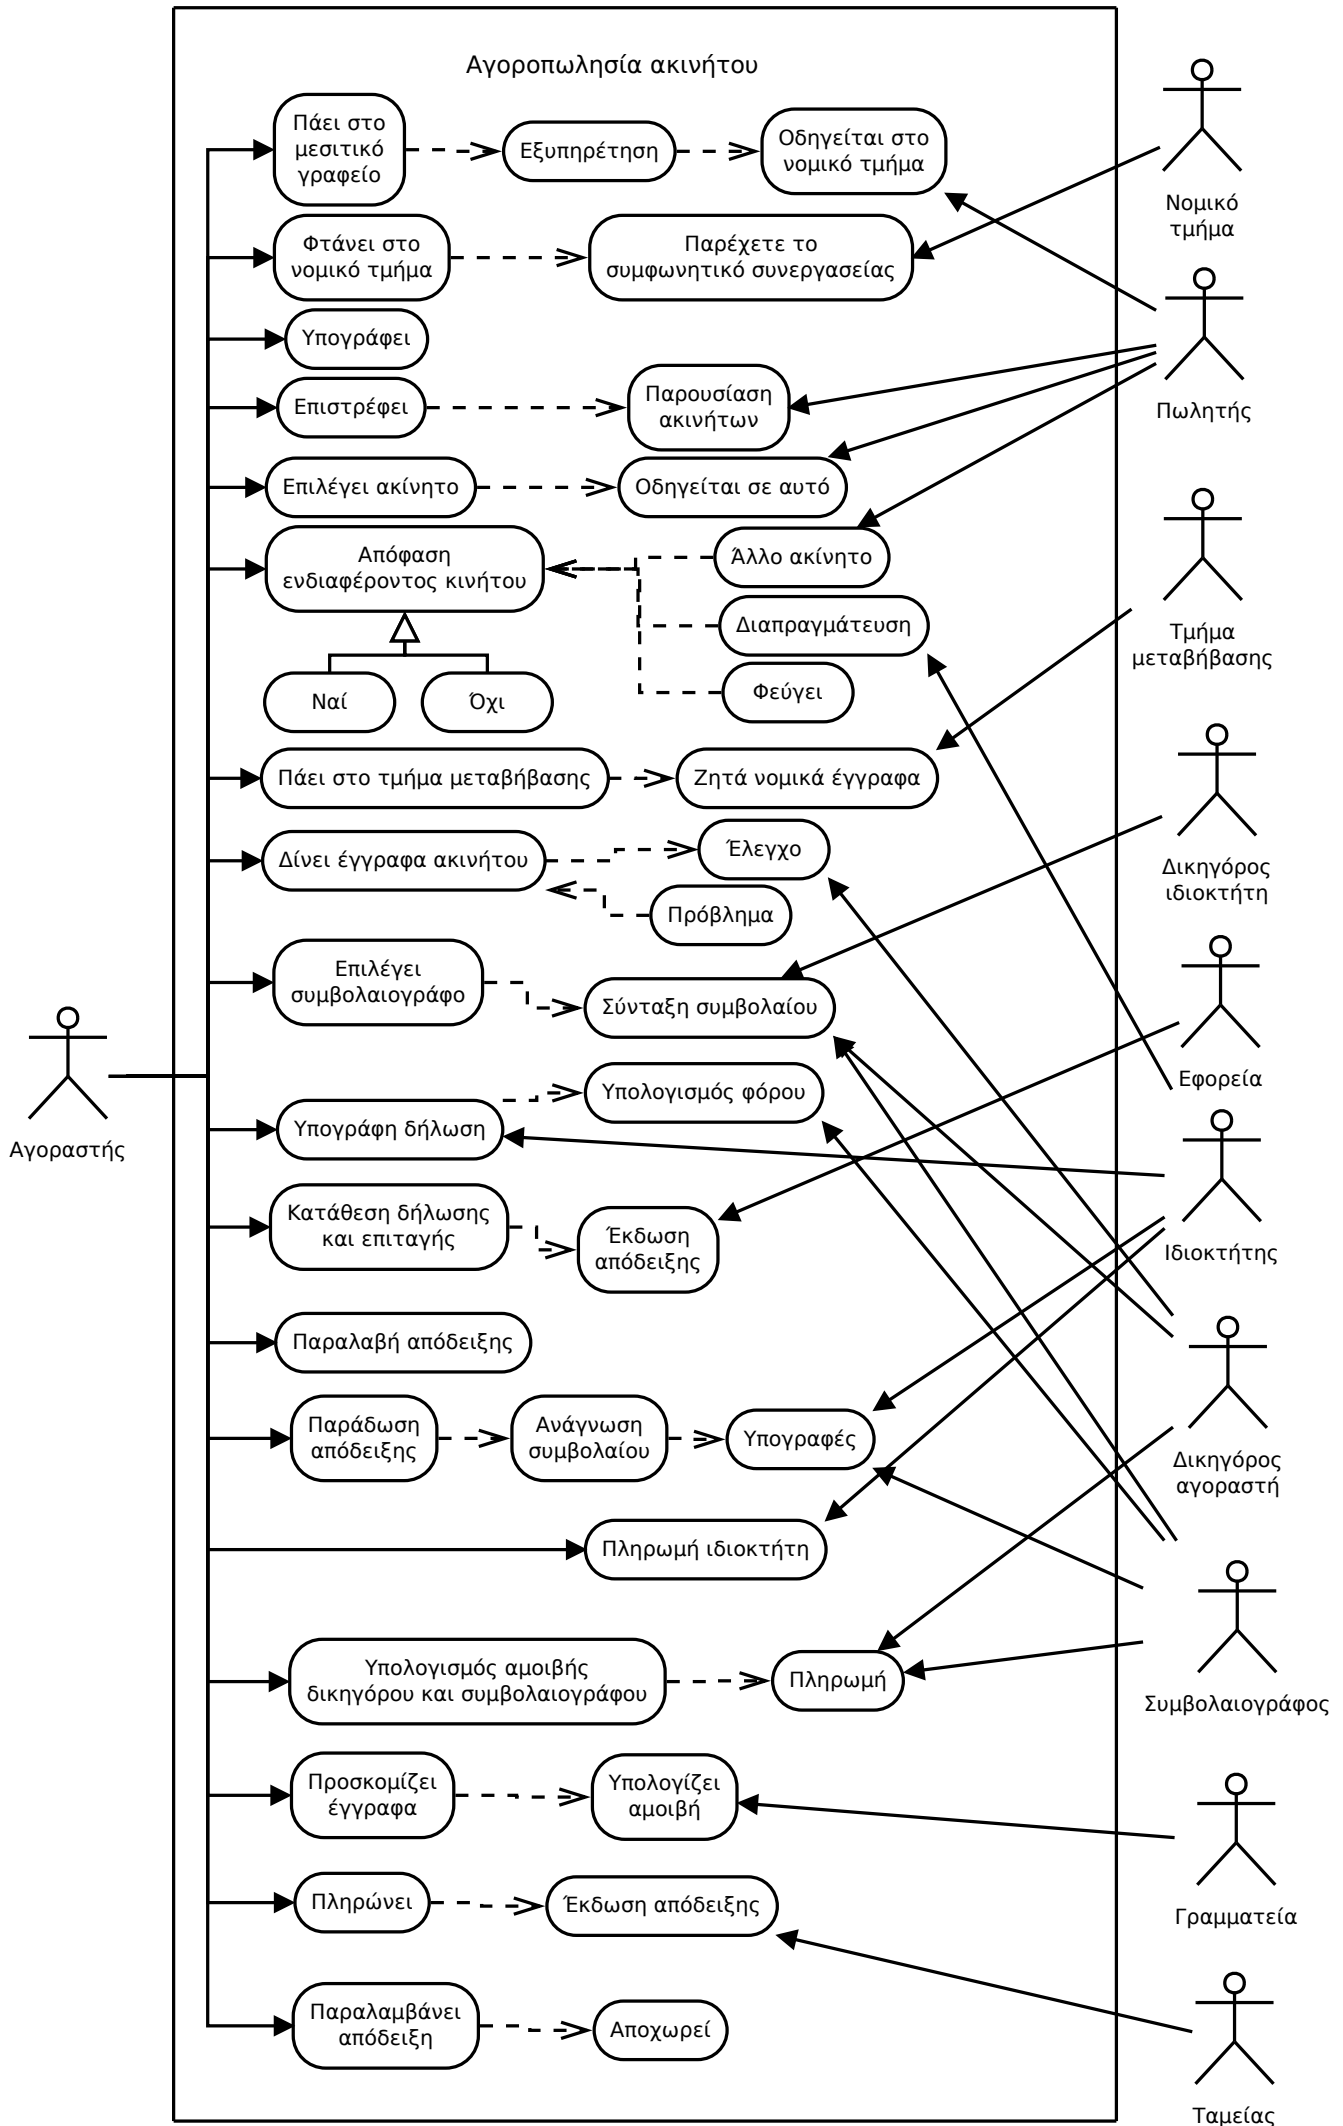 Αγοροπωλησία ακινήτου
Πάει στο
μεσιτικό
γραφείο
Εξυπηρέτηση
Οδηγείται στο
νομικό τμήμα
Νομικό
τμήμα
Φτάνει στο
νομικό τμήμα
Παρέχετε το
συμφωνητικό συνεργασείας
Υπογράφει
Επιστρέφει
Παρουσίαση
ακινήτων
Πωλητής
Επιλέγει ακίνητο
Οδηγείται σε αυτό
Απόφαση
ενδιαφέροντος κινήτου
Άλλο ακίνητο
Διαπραγμάτευση
Φεύγει
Ναί
Όχι
Τμήμα
μεταβήβασης
Πάει στο τμήμα μεταβήβασης
Ζητά νομικά έγγραφα
Δίνει έγγραφα ακινήτου
Έλεγχο
Πρόβλημα
Δικηγόρος
ιδιοκτήτη
Επιλέγει
συμβολαιογράφο
Σύνταξη συμβολαίου
Εφορεία
Αγοραστής
Υπογράφη δήλωση
Υπολογισμός φόρου
Κατάθεση δήλωσης
και επιταγής
Έκδωση
απόδειξης
Ιδιοκτήτης
Παραλαβή απόδειξης
Παράδωση
απόδειξης
Ανάγνωση
συμβολαίου
Υπογραφές
Δικηγόρος
αγοραστή
Πληρωμή ιδιοκτήτη
Υπολογισμός αμοιβής
δικηγόρου και συμβολαιογράφου
Πληρωμή
Συμβολαιογράφος
Προσκομίζει
έγγραφα
Υπολογίζει
αμοιβή
Πληρώνει
Έκδωση απόδειξης
Γραμματεία
Παραλαμβάνει
απόδειξη
Αποχωρεί
Ταμείας